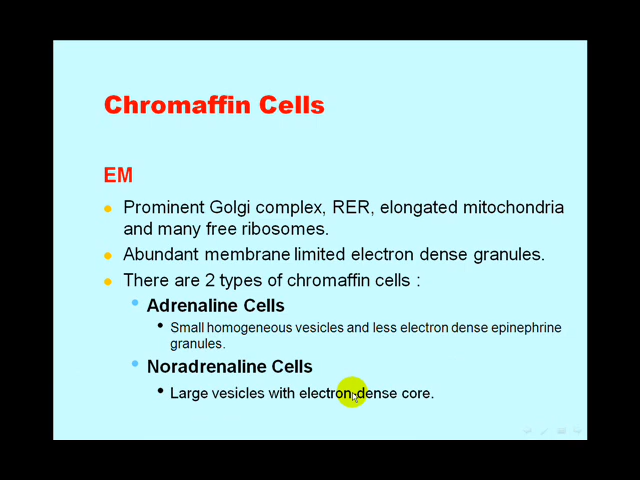 Chromaffin Cells
EM
Prominent Golgi complex, RER, elongated mitochondria
and many free ribosomes.
Abundant membrane limited electron dense granules.
There are 2 types of chromaffin cells :
Adrenaline Cells
Small homogeneous vesicles and less electron dense epinephrine
granules.
Noradrenaline Cells
Large vesicles with electron dense core.